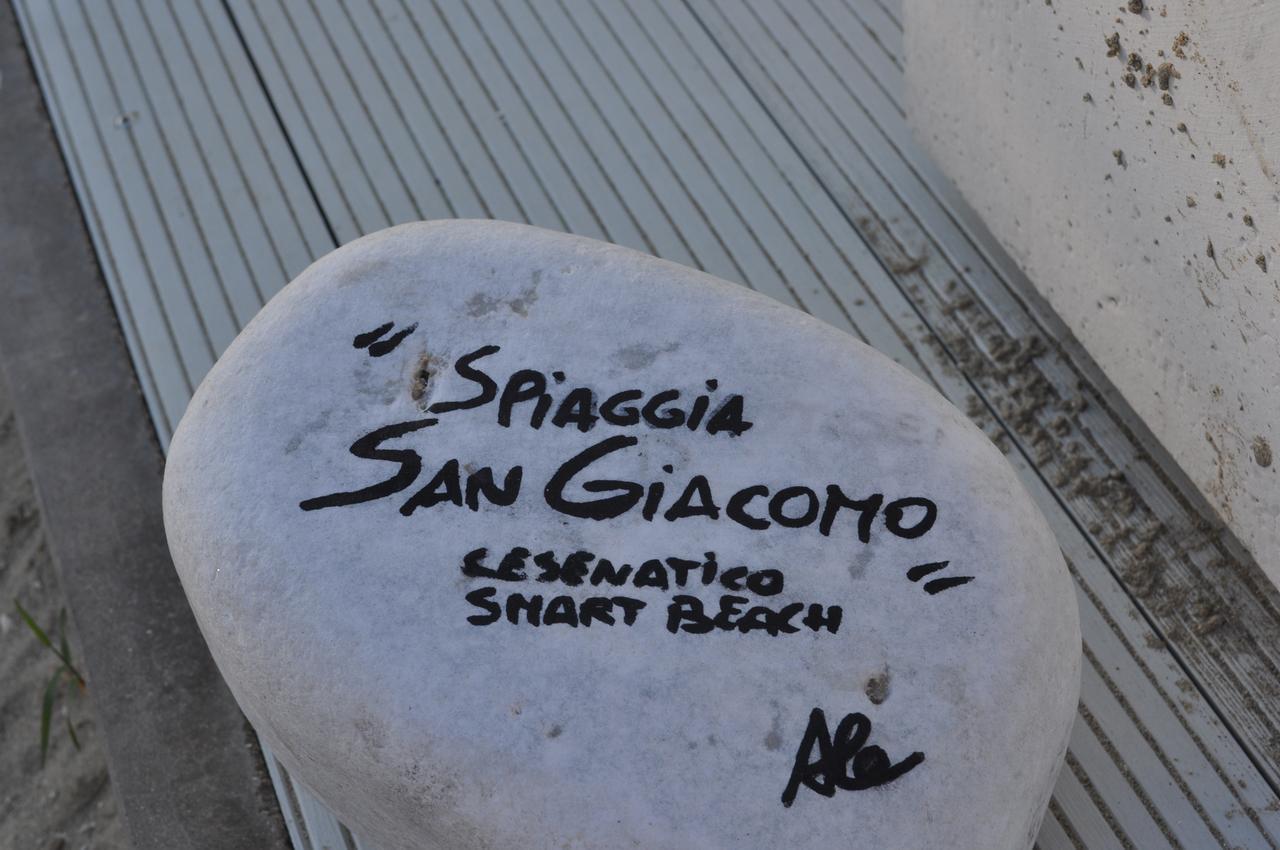 "SPiAGGiA
SAN GiACOMO"
CESENATiCO
SMART BEACH
Ale